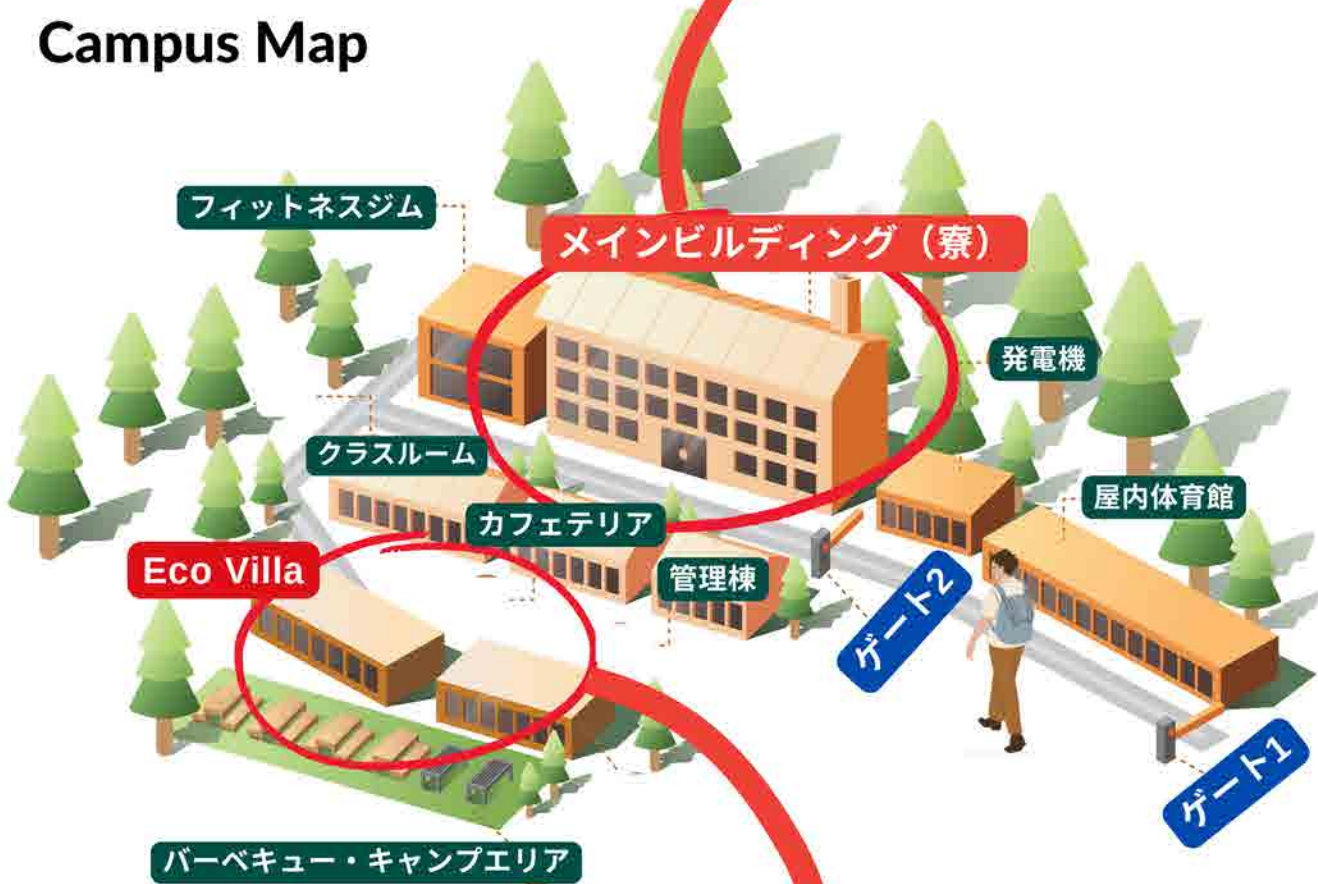 Campus Map
フィットネスジム
メインビルディング（寮）
発電機
クラスルーム
屋内体育館
カフェテリア
Eco Villa
管理棟
ゲート2
ゲート1
バーベキュー・キャンプエリア